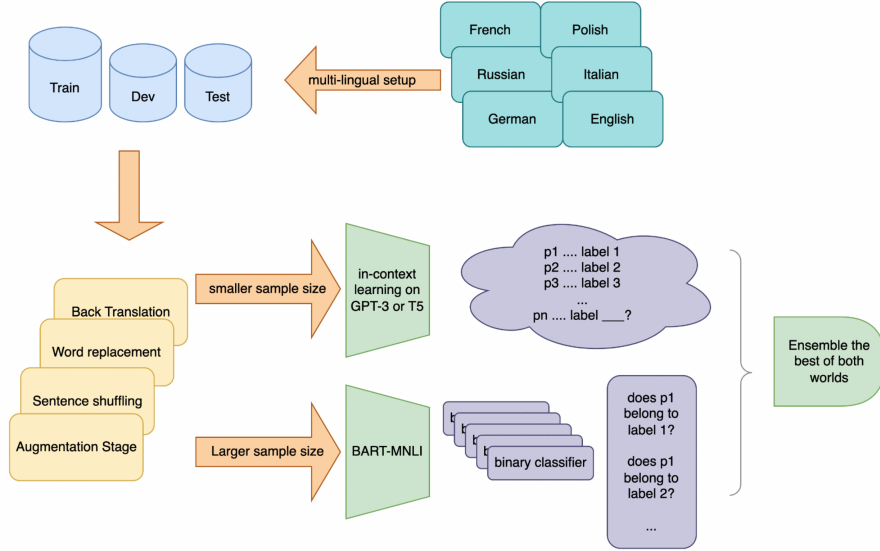 French
Polish
Train
Dev
Test
multi-lingual setup
Russian
Italian
German
English
Back Translation
Word replacement
Sentence shuffling
Augmentation Stage
smaller sample size
in-context
learning on
GPT-3 or T5
p1 .... label 1
p2 .... label 2
p3 .... label 3
...
pn .... label ___?
Larger sample size
BART-MNLI
b
b
b
b
binary classifier
does p1
belong to
label 1?
does p1
belong to
label 2?
...
Ensemble the
best of both
worlds